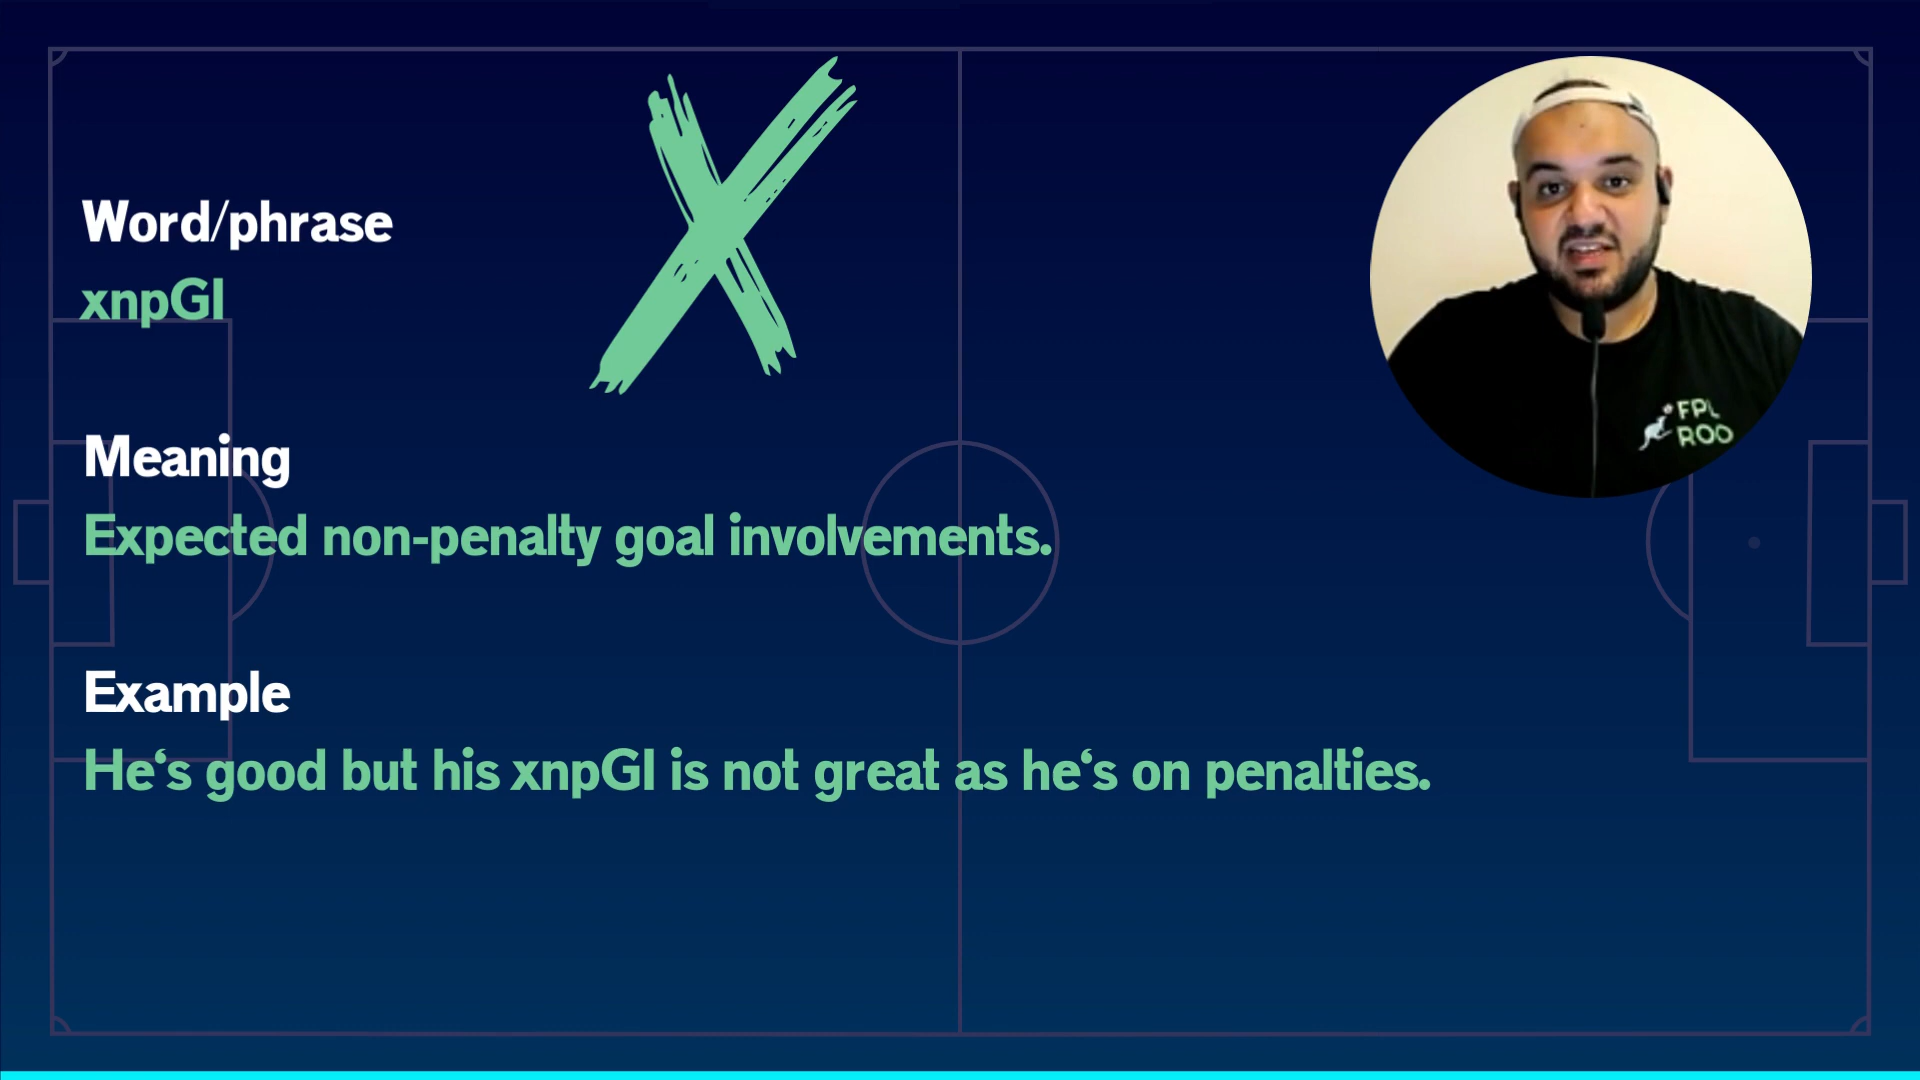 X
Word/phrase
xnpGI
Meaning
Expected non-penalty goal involvements.
Example
He‘s good but his xnpGI is not great as he‘s on penalties.
FPL
ROO